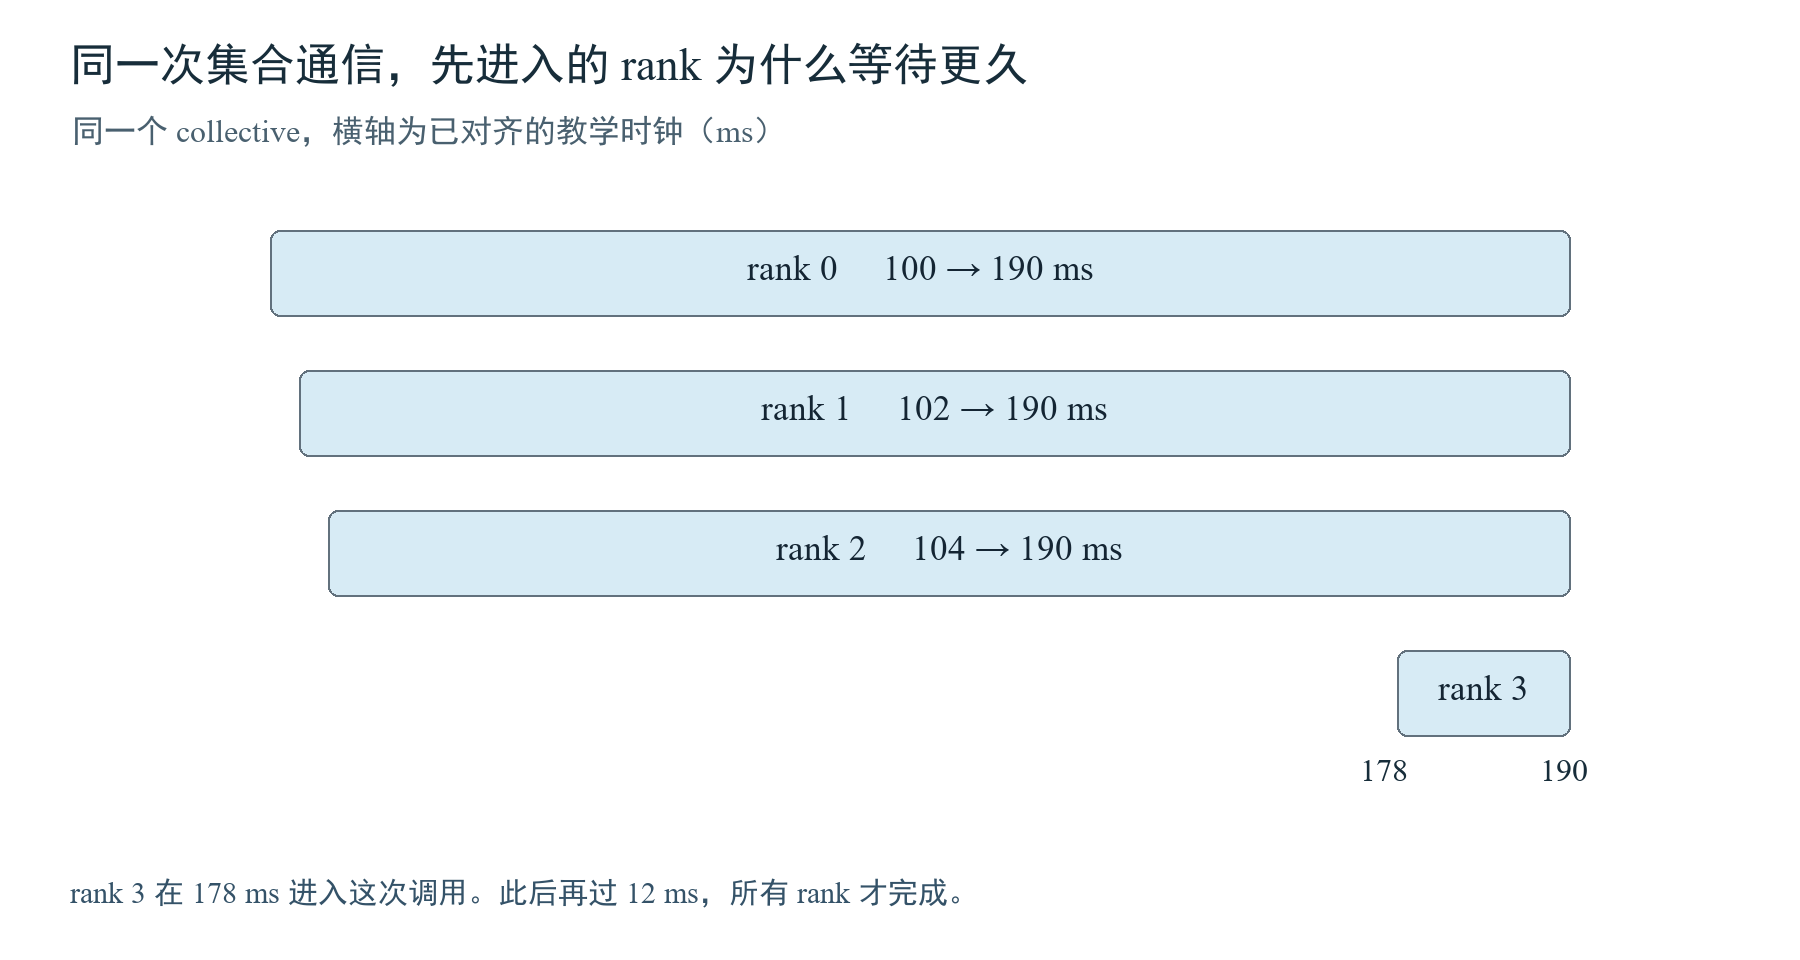 同一次集合通信，先进入的 rank 为什么等待更久
同一个 collective，横轴为已对齐的教学时钟（ms）
rank 0 100 → 190 ms
rank 1 102 → 190 ms
rank 2 104 → 190 ms
rank 3
178 190
rank 3 在 178 ms 进入这次调用。此后再过 12 ms，所有 rank 才完成。